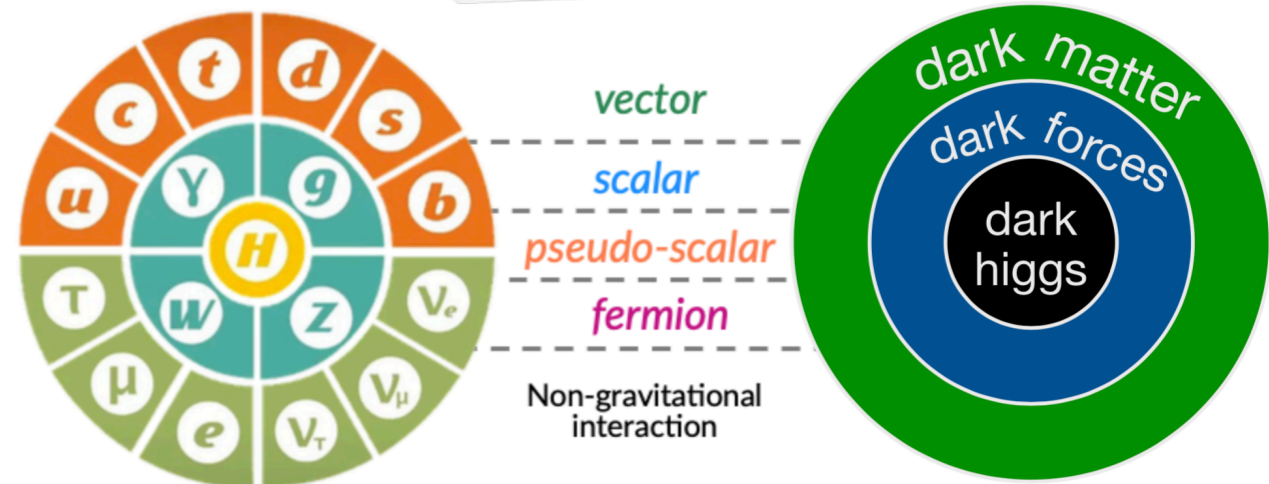 t
d
c
s
u
b
γ
g
H
W
Z
τ
νe
μ
νμ
e
ντ
vector
scalar
pseudo-scalar
fermion
Non-gravitational
interaction
dark matter
dark forces
dark
higgs